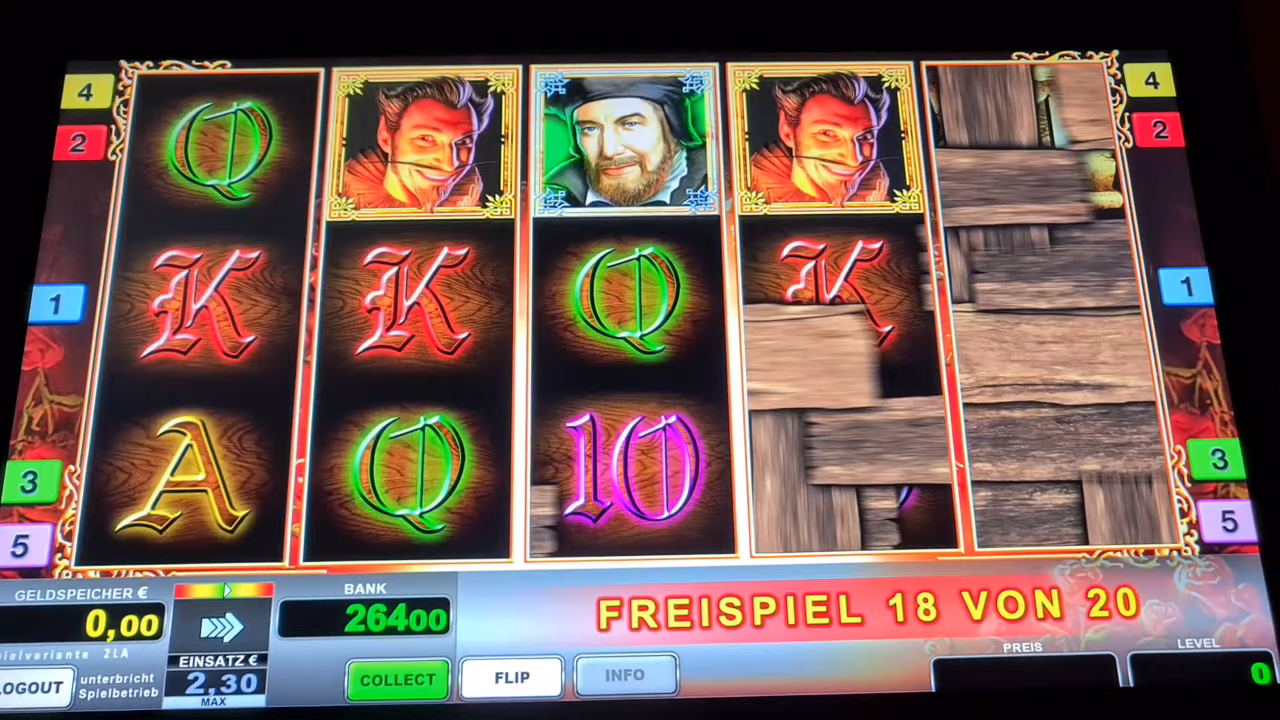 4
4
Q
2
2
K
K
Q
K
1
1
A
Q
10
3
3
5
5
GELDSPEICHER €
0,00
BANK
26400
FREISPIEL 18 VON 20
2LA
EINSATZ €
2,30
MAX
LOGOUT
unterbricht
Spielbetrieb
COLLECT
FLIP
INFO
PREIS
LEVEL
0